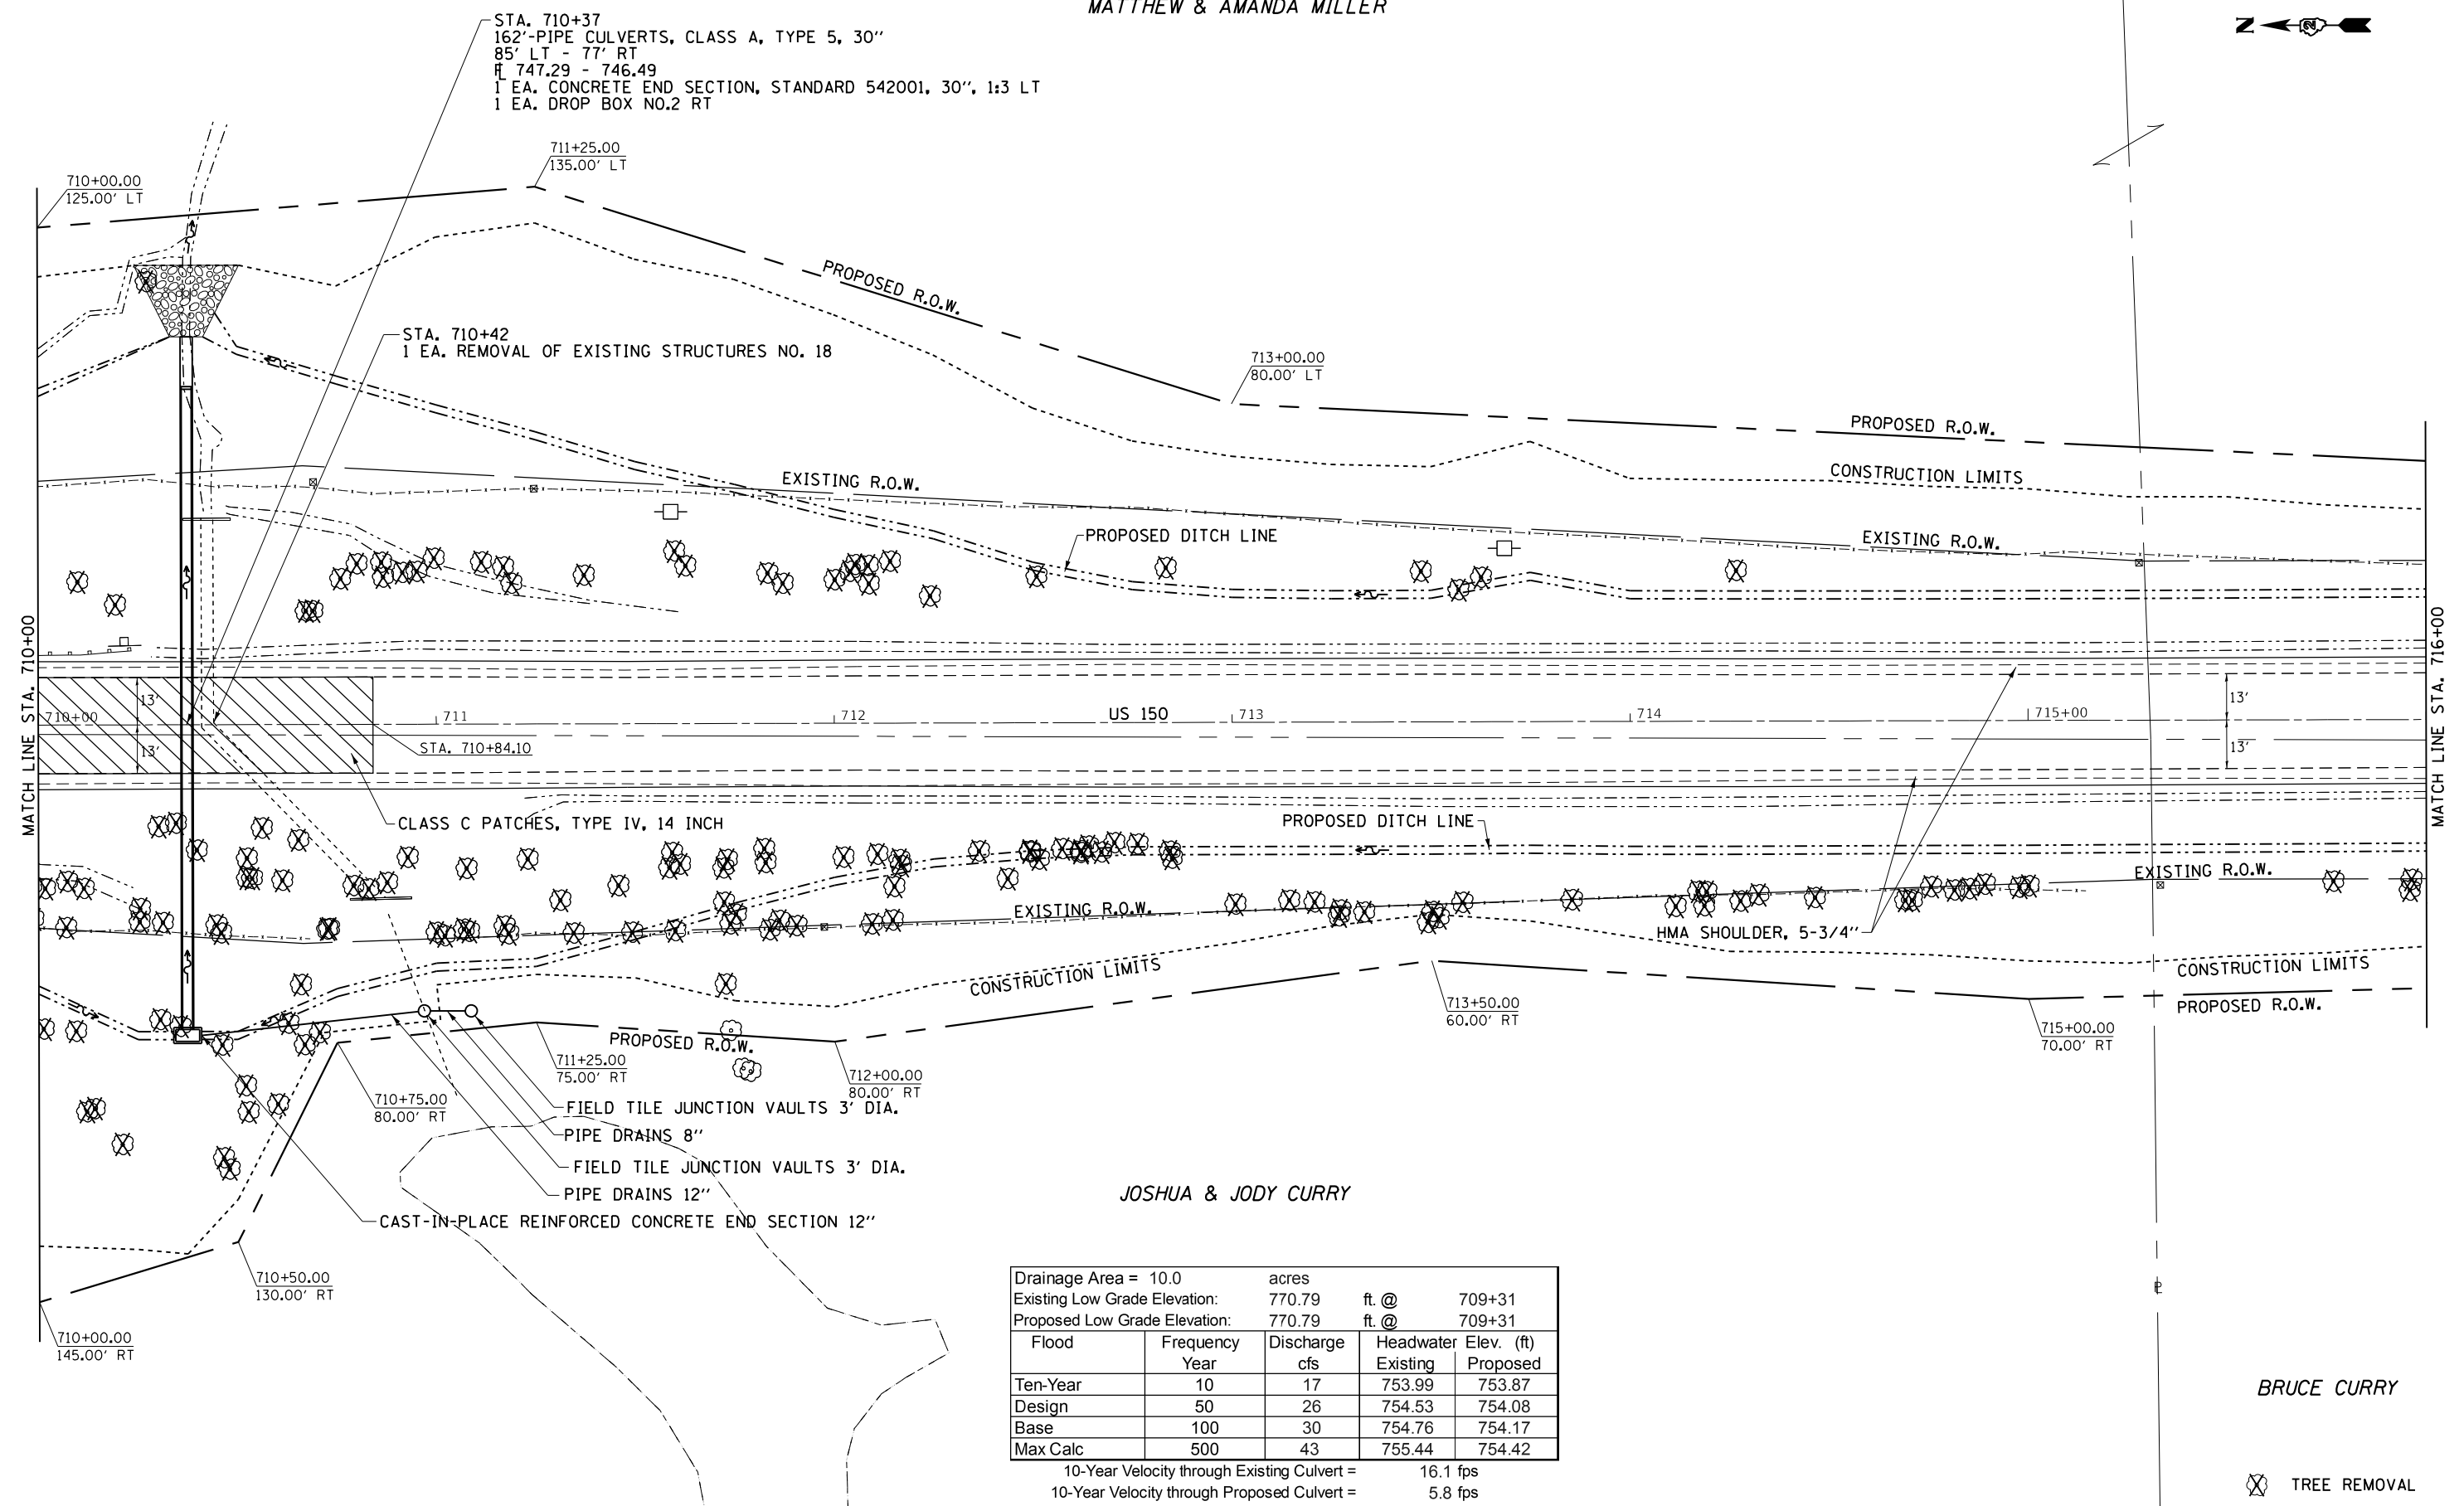 MATTHEW & AMANDA MILLER
N
STA. 710+37
162'-PIPE CULVERTS, CLASS A, TYPE 5, 30''
85' LT - 77' RT
FL 747.29 - 746.49
1 EA. CONCRETE END SECTION, STANDARD 542001, 30'', 1:3 LT
1 EA. DROP BOX NO.2 RT
711+25.00
135.00' LT
710+00.00
125.00' LT
PROPOSED R.O.W.
STA. 710+42
1 EA. REMOVAL OF EXISTING STRUCTURES NO. 18
713+00.00
80.00' LT
PROPOSED R.O.W.
CONSTRUCTION LIMITS
EXISTING R.O.W.
PROPOSED DITCH LINE
EXISTING R.O.W.
MATCH LINE STA. 710+00
MATCH LINE STA. 716+00
13'
13'
710+00
711
712
US 150
713
714
715+00
13'
13'
STA. 710+84.10
CLASS C PATCHES, TYPE IV, 14 INCH
PROPOSED DITCH LINE
EXISTING R.O.W.
EXISTING R.O.W.
HMA SHOULDER, 5-3/4''
CONSTRUCTION LIMITS
CONSTRUCTION LIMITS
PROPOSED R.O.W.
713+50.00
60.00' RT
715+00.00
70.00' RT
PROPOSED R.O.W.
711+25.00
75.00' RT
712+00.00
80.00' RT
710+75.00
80.00' RT
FIELD TILE JUNCTION VAULTS 3' DIA.
PIPE DRAINS 8''
FIELD TILE JUNCTION VAULTS 3' DIA.
PIPE DRAINS 12''
CAST-IN-PLACE REINFORCED CONCRETE END SECTION 12''
JOSHUA & JODY CURRY
710+50.00
130.00' RT
710+00.00
145.00' RT
PL
Drainage Area = 10.0 acres
Existing Low Grade Elevation: 770.79 ft. @ 709+31
Proposed Low Grade Elevation: 770.79 ft. @ 709+31
Flood Frequency Discharge Headwater Elev. (ft)
Year cfs Existing Proposed
Ten-Year 10 17 753.99 753.87
Design 50 26 754.53 754.08
Base 100 30 754.76 754.17
Max Calc 500 43 755.44 754.42
10-Year Velocity through Existing Culvert = 16.1 fps
10-Year Velocity through Proposed Culvert = 5.8 fps
BRUCE CURRY
TREE REMOVAL